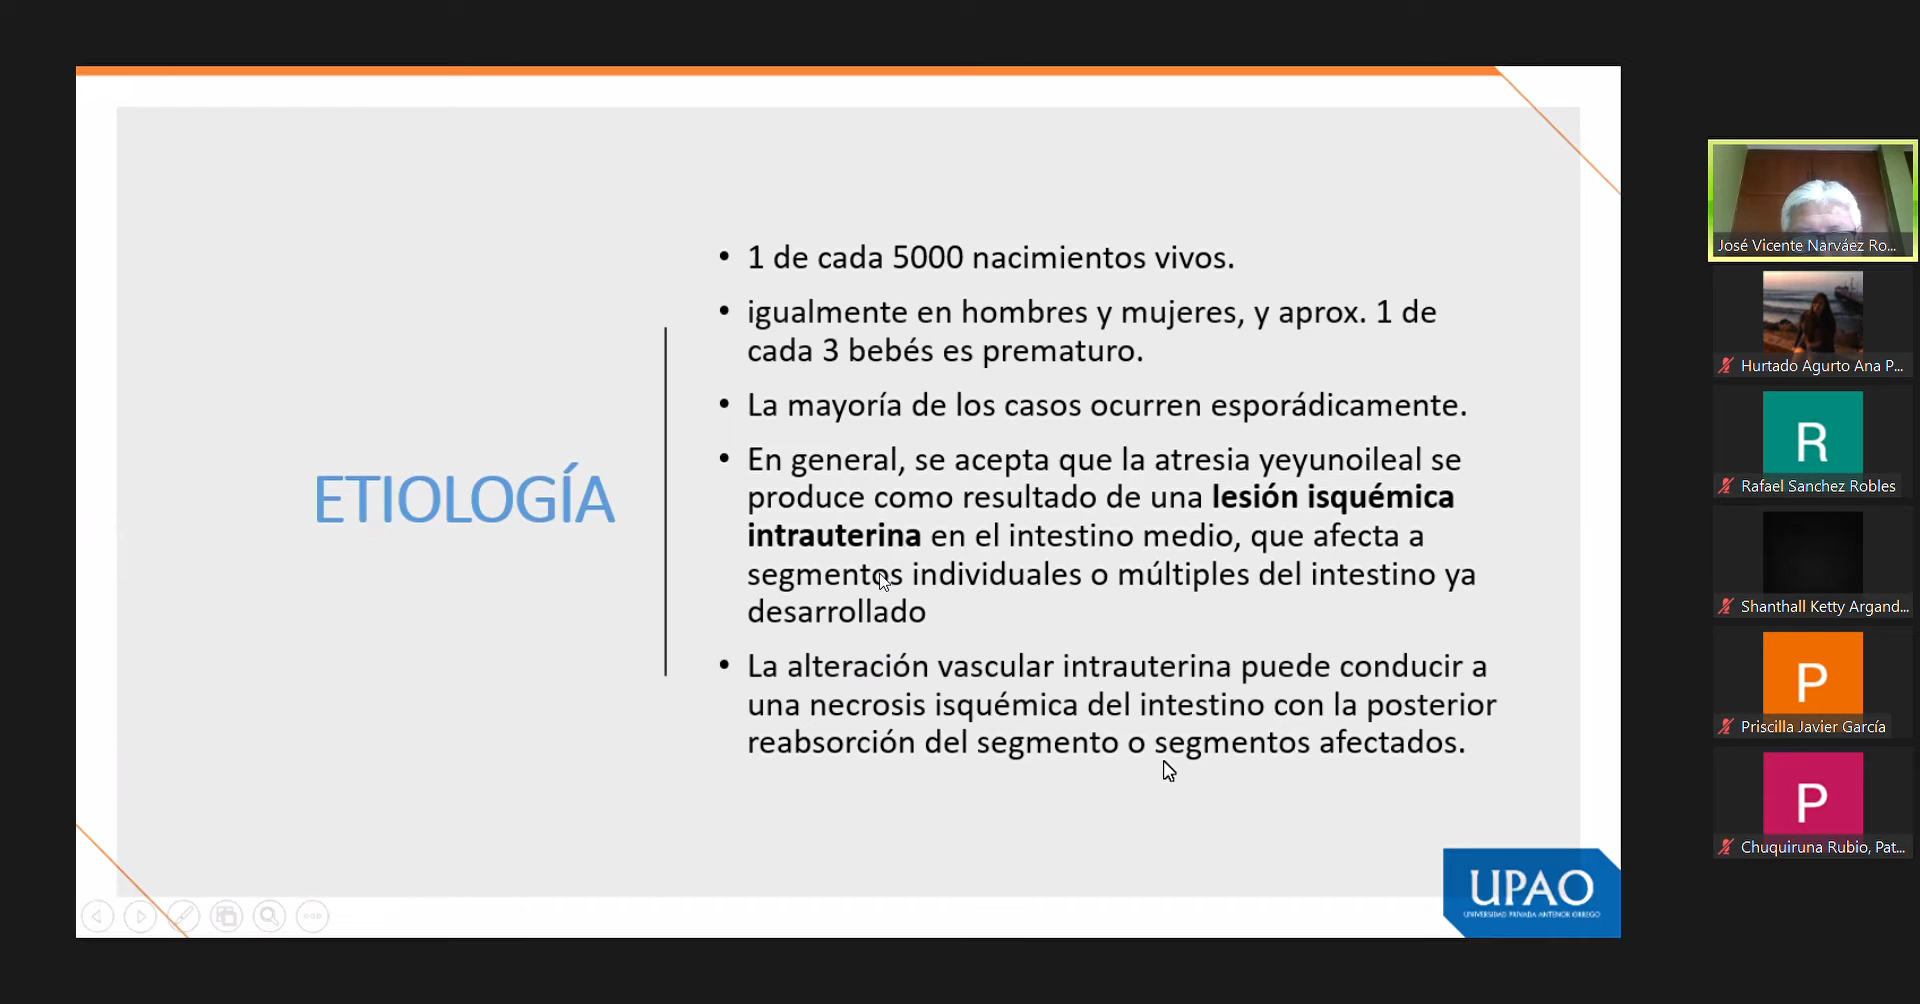 ETIOLOGÍA
• 1 de cada 5000 nacimientos vivos.
• igualmente en hombres y mujeres, y aprox. 1 de
cada 3 bebés es prematuro.
• La mayoría de los casos ocurren esporádicamente.
• En general, se acepta que la atresia yeyunoileal se
produce como resultado de una lesión isquémica
intrauterina en el intestino medio, que afecta a
segmentos individuales o múltiples del intestino ya
desarrollado
• La alteración vascular intrauterina puede conducir a
una necrosis isquémica del intestino con la posterior
reabsorción del segmento o segmentos afectados.
UPAO
UNIVERSIDAD PRIVADA ANTENOR ORREGO
José Vicente Narváez Ro...
Hurtado Agurto Ana P...
R
Rafael Sanchez Robles
Shanthall Ketty Argand...
P
Priscilla Javier García
P
Chuquiruna Rubio, Pat...